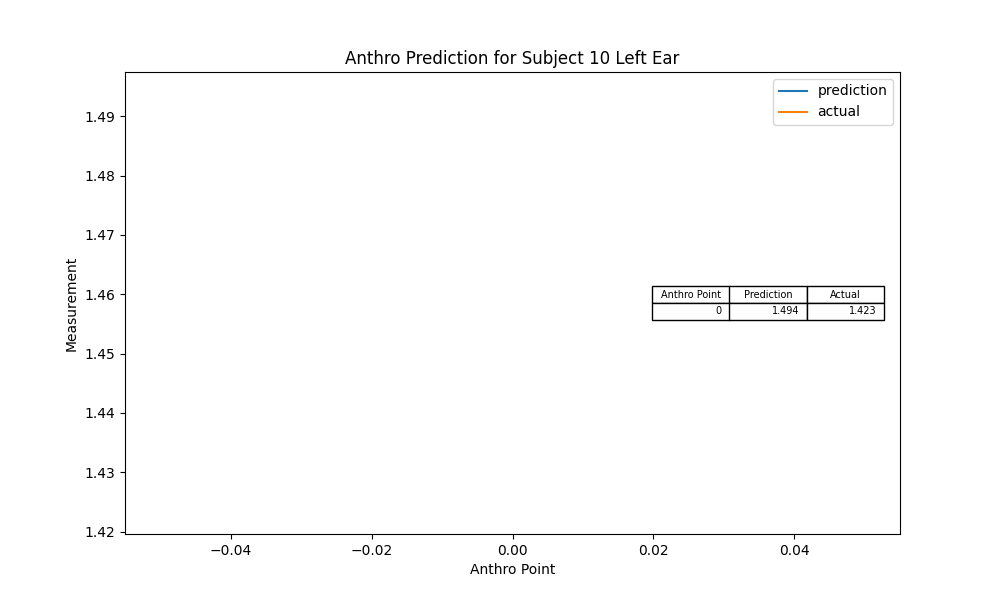 Anthro Prediction for Subject 10 Left Ear
prediction
actual
1.49
1.48
1.47
1.46
1.45
1.44
1.43
1.42
Measurement
Anthro Point Prediction Actual
0 1.494 1.423
−0.04 −0.02 0.00 0.02 0.04
Anthro Point